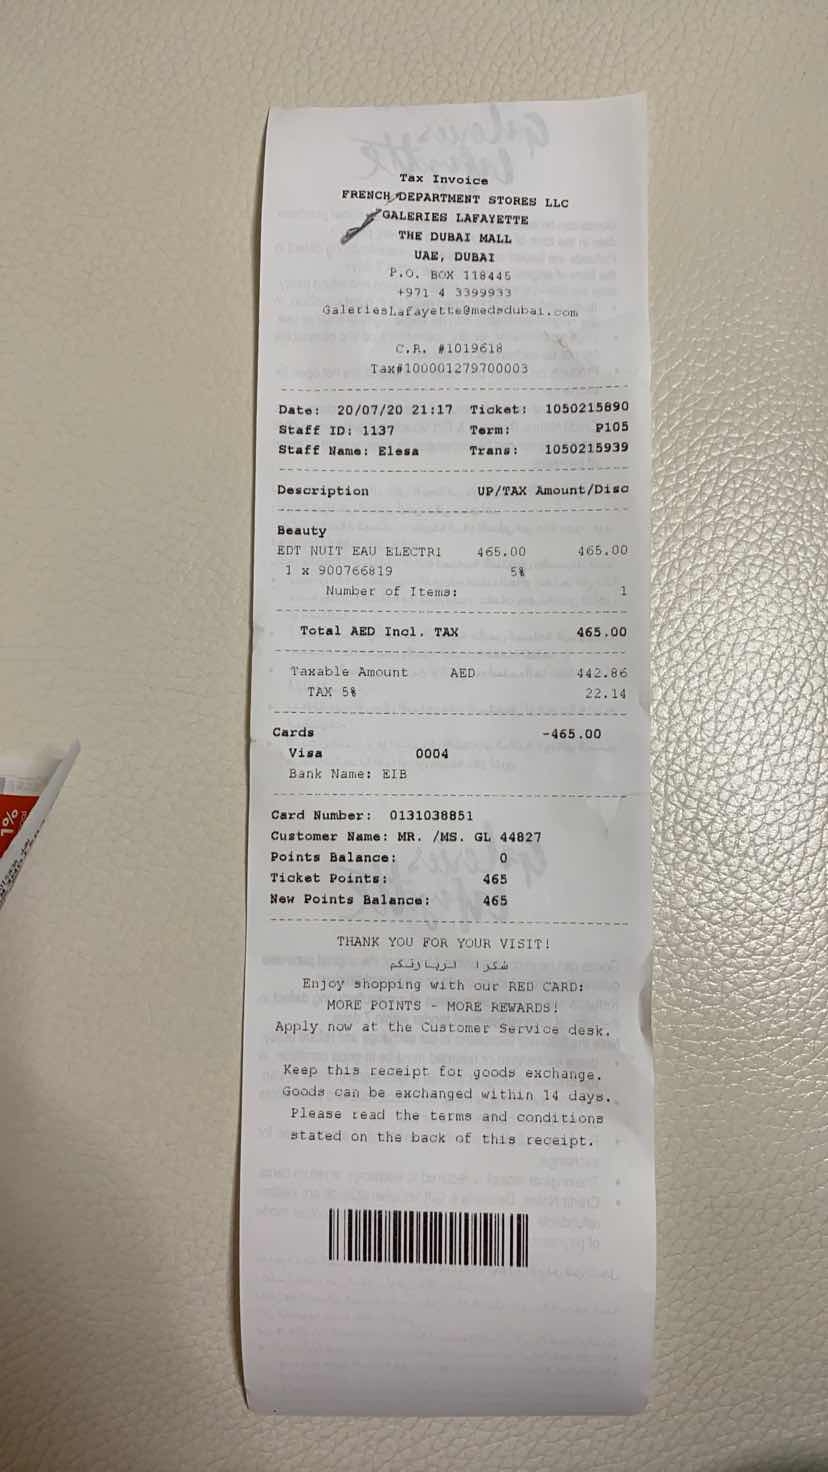 Tax Invoice
FRENCH DEPARTMENT STORES LLC
GALERIES LAFAYETTE
THE DUBAI MALL
UAE, DUBAI
P.O. BOX 118445
+971 4 3399933
GaleriesLafayette@medsdubai.com
C.R. #1019618
Tax#100001279700003
Date: 20/07/20 21:17 Ticket: 1050215890
Staff ID: 1137 Term: P105
Staff Name: Elesa Trans: 1050215939
Description UP/TAX Amount/Disc
Beauty
EDT NUIT EAU ELECTRI 465.00 465.00
1 x 900766819 5%
Number of Items: 1
Total AED Incl. TAX 465.00
Taxable Amount AED 442.86
TAX 5% 22.14
Cards -465.00
Visa 0004
Bank Name: EIB
Card Number: 0131038851
Customer Name: MR. /MS. GL 44827
Points Balance: 0
Ticket Points: 465
New Points Balance: 465
THANK YOU FOR YOUR VISIT!
شكرا لزيارتكم
Enjoy shopping with our RED CARD:
MORE POINTS - MORE REWARDS!
Apply now at the Customer Service desk.
Keep this receipt for goods exchange.
Goods can be exchanged within 14 days.
Please read the terms and conditions
stated on the back of this receipt.